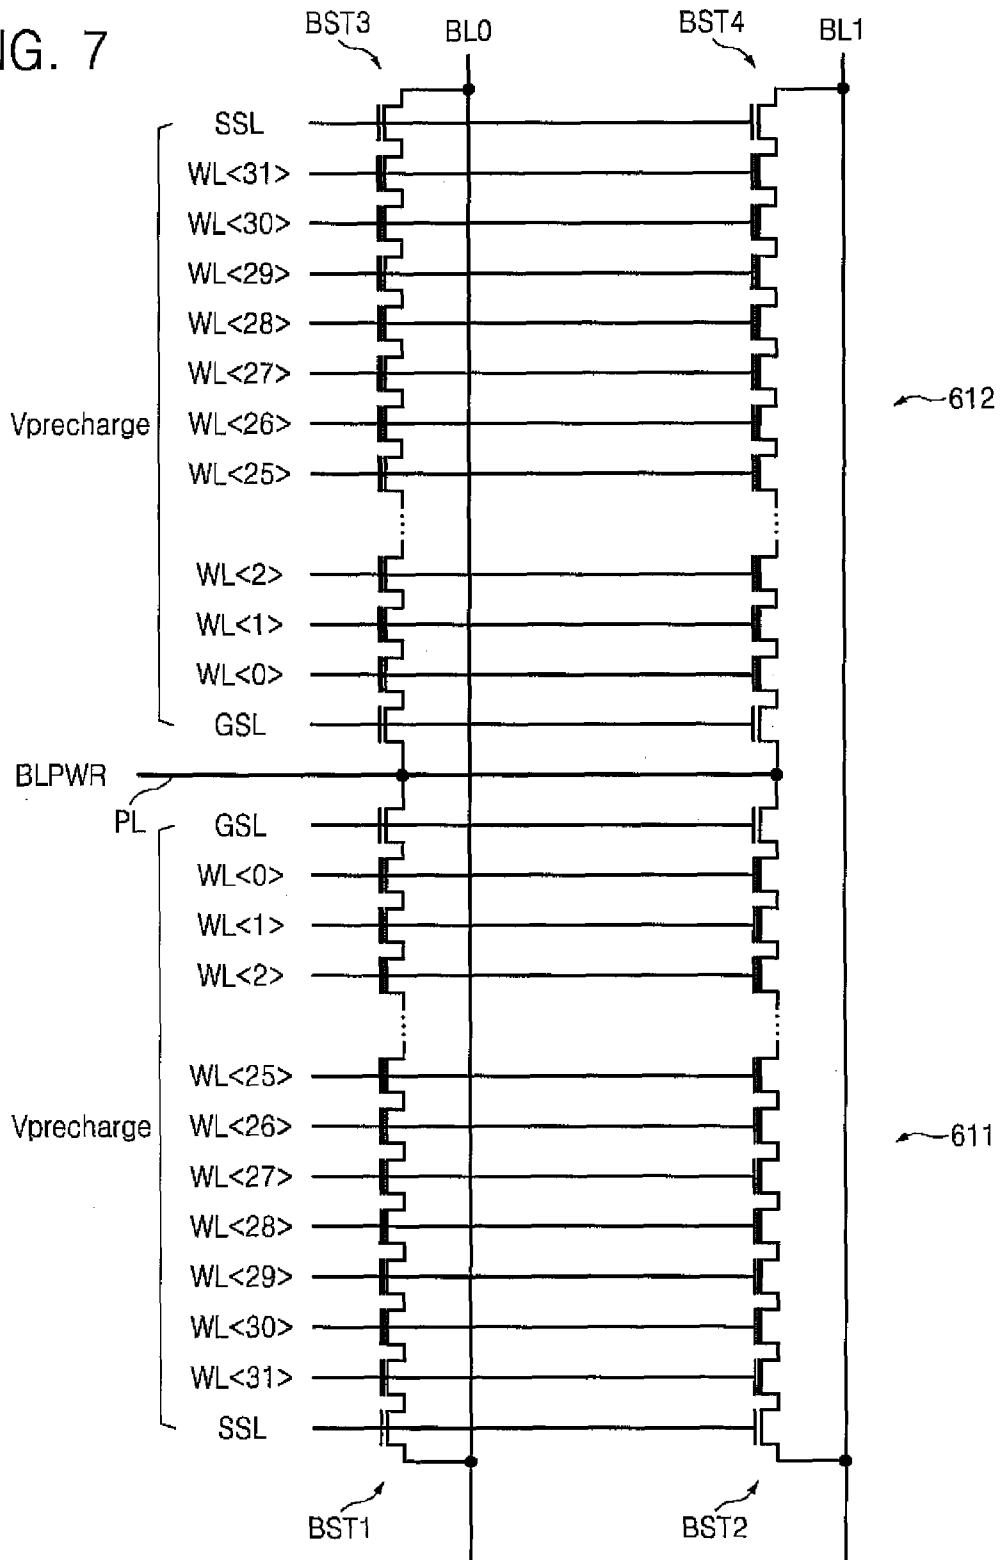 NG. 7
BST3 BL0 BST4 BL1
SSL
WL<31>
WL<30>
WL<29>
WL<28>
WL<27>
612
Vprecharge WL<26>
WL<25>
WL<2>
WL<1>
WL<0>
GSL
BLPWR
PL GSL
WL<0>
WL<1>
WL<2>
WL<25>
Vprecharge WL<26> 611
WL<27>
WL<28>
WL<29>
WL<30>
WL<31>
SSL
BST1 BST2